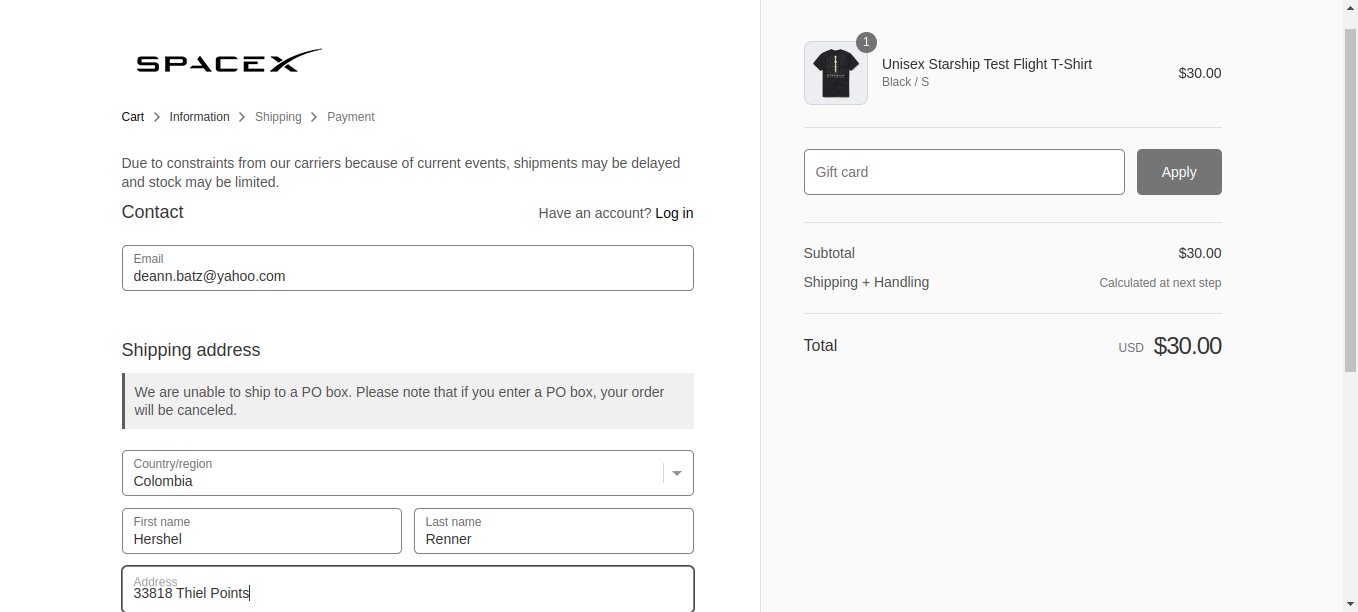 SPACEX
Cart > Information > Shipping > Payment
Due to constraints from our carriers because of current events, shipments may be delayed
and stock may be limited.
Contact
Have an account? Log in
Email
deann.batz@yahoo.com
Shipping address
We are unable to ship to a PO box. Please note that if you enter a PO box, your order
will be canceled.
Country/region
Colombia
First name
Hershel
Last name
Renner
Address
33818 Thiel Points
1
Unisex Starship Test Flight T-Shirt
Black / S
$30.00
Gift card
Apply
Subtotal
$30.00
Shipping + Handling
Calculated at next step
Total
USD $30.00